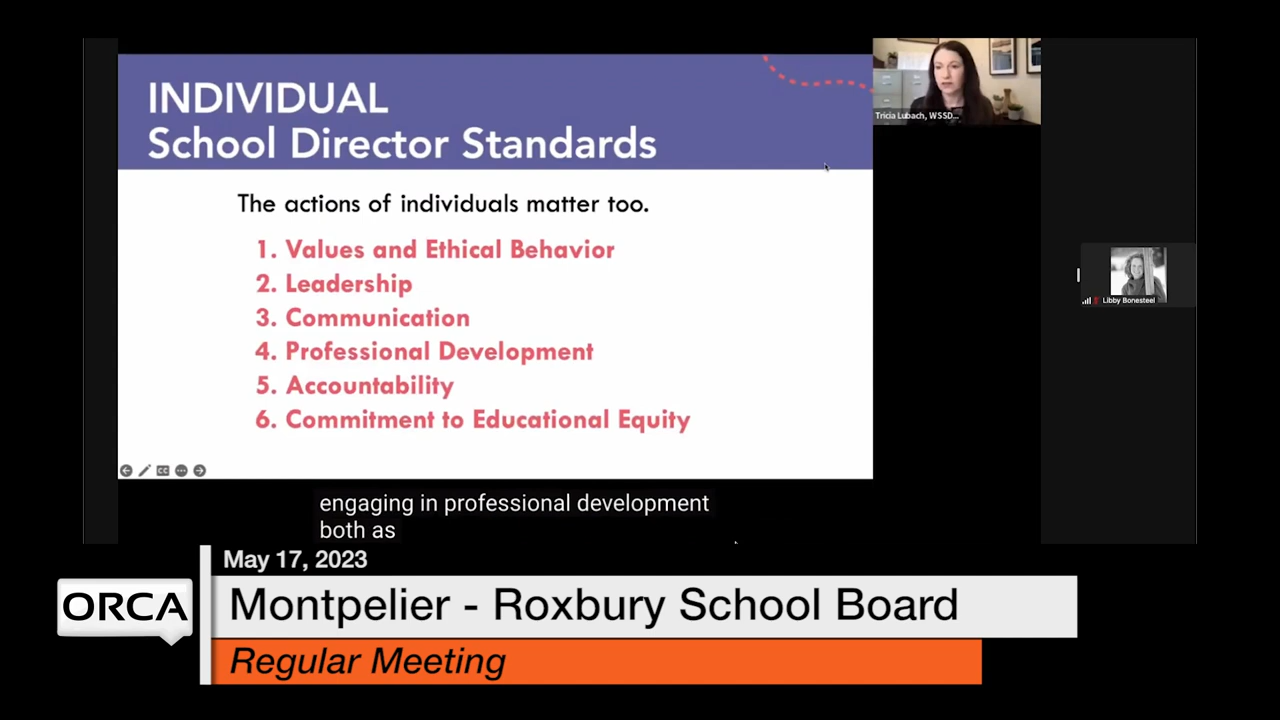 INDIVIDUAL
School Director Standards
The actions of individuals matter too.
1. Values and Ethical Behavior
2. Leadership
3. Communication
4. Professional Development
5. Accountability
6. Commitment to Educational Equity
Tricia Lubach, WSSD...
Libby Bonesteel
CC
engaging in professional development
both as
May 17, 2023
ORCA
Montpelier - Roxbury School Board
Regular Meeting